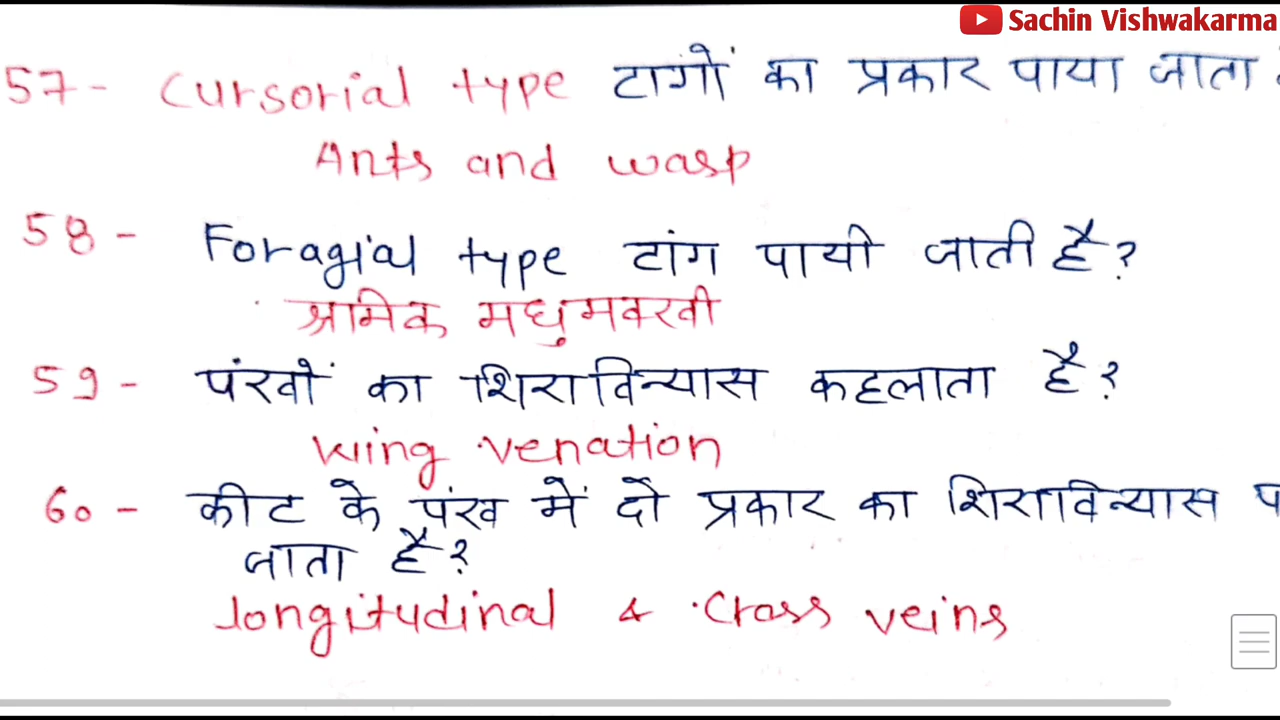 Sachin Vishwakarma
57- Cursorial type टागों का प्रकार पाया जाता
Ants and wasp
58- Foragial type टांग पायी जाती है?
श्रमिक मधुमक्खी
59- पंखों का शिराविन्यास कहलाता है?
Wing venation
60- कीट के पंख में दो प्रकार का शिराविन्यास
जाता है?
longitudinal & cross veins